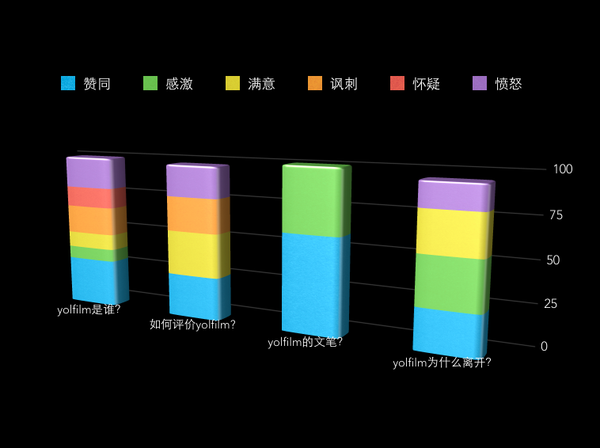 赞同 感激 满意 讽刺 怀疑 愤怒
100
75
50
25
0
yolfilm是谁?
如何评价yolfilm?
yolfilm的文笔?
yolfilm为什么离开?